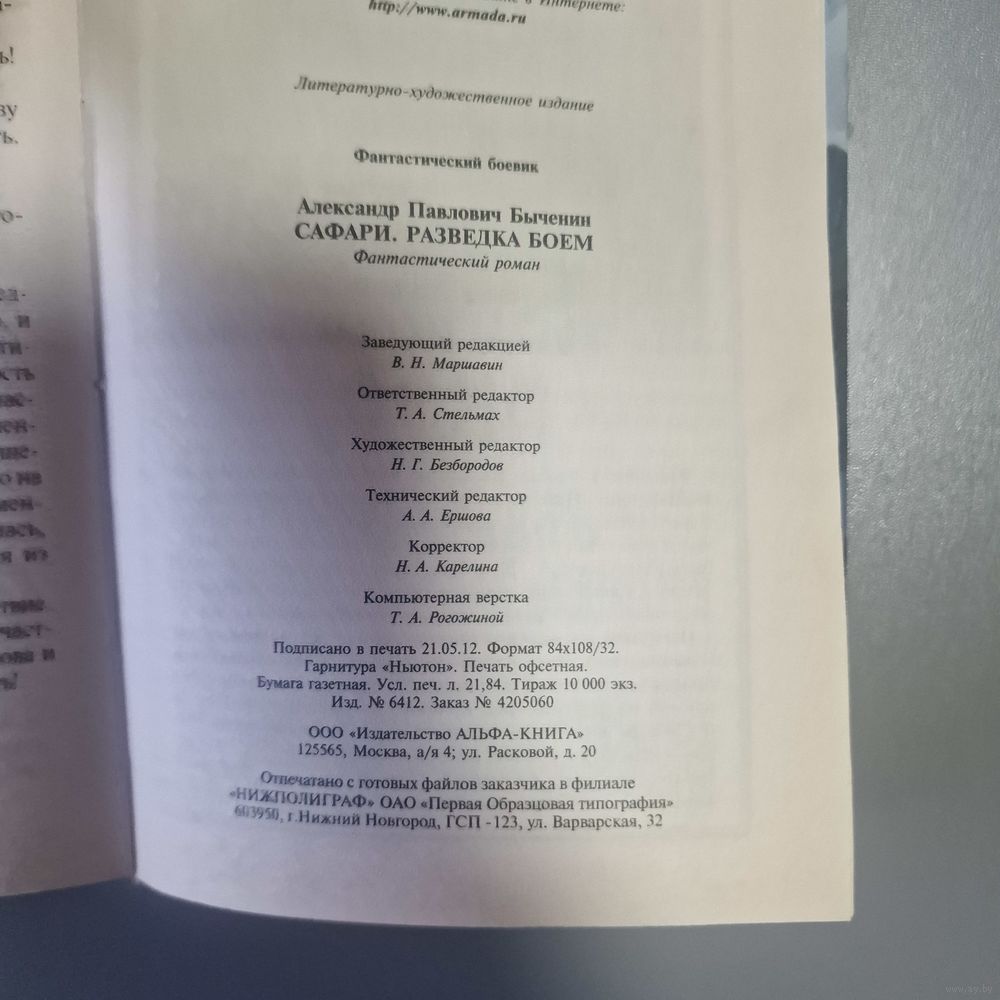 в Интернете:
http://www.armada.ru
Литературно-художественное издание
Фантастический боевик
Александр Павлович Быченин
САФАРИ. РАЗВЕДКА БОЕМ
Фантастический роман
Заведующий редакцией
В. Н. Маршавин
Ответственный редактор
Т. А. Стельмах
Художественный редактор
Н. Г. Безбородов
Технический редактор
А. А. Ершова
Корректор
Н. А. Карелина
Компьютерная верстка
Т. А. Рогожиной
Подписано в печать 21.05.12. Формат 84х108/32.
Гарнитура «Ньютон». Печать офсетная.
Бумага газетная. Усл. печ. л. 21,84. Тираж 10 000 экз.
Изд. № 6412. Заказ № 4205060
ООО «Издательство АЛЬФА-КНИГА»
125565, Москва, а/я 4; ул. Расковой, д. 20
Отпечатано с готовых файлов заказчика в филиале
«НИЖПОЛИГРАФ» ОАО «Первая Образцовая типография»
603950, г.Нижний Новгород, ГСП -123, ул. Варварская, 32
www.ay.by